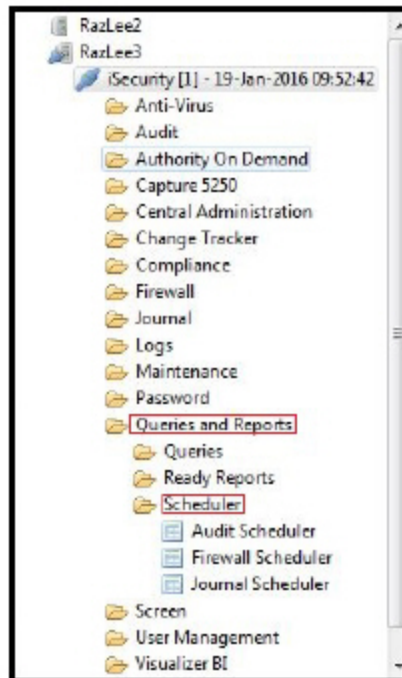 RazLee2
RazLee3
iSecurity [1] - 19-Jan-2016 09:52:42
Anti-Virus
Audit
Authority On Demand
Capture 5250
Central Administration
Change Tracker
Compliance
Firewall
Journal
Logs
Maintenance
Password
Queries and Reports
Queries
Ready Reports
Scheduler
Audit Scheduler
Firewall Scheduler
Journal Scheduler
Screen
User Management
Visualizer BI